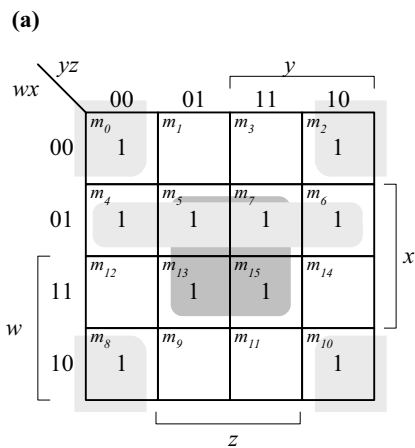 (a)
yz
y
wx
00 01 11 10
m0 m1 m3 m2
00 1 1
m4 m5 m7 m6
01 1 1 1 1
x
m12 m13 m15 m14
11 1 1
w
m8 m9 m11 m10
10 1 1
z